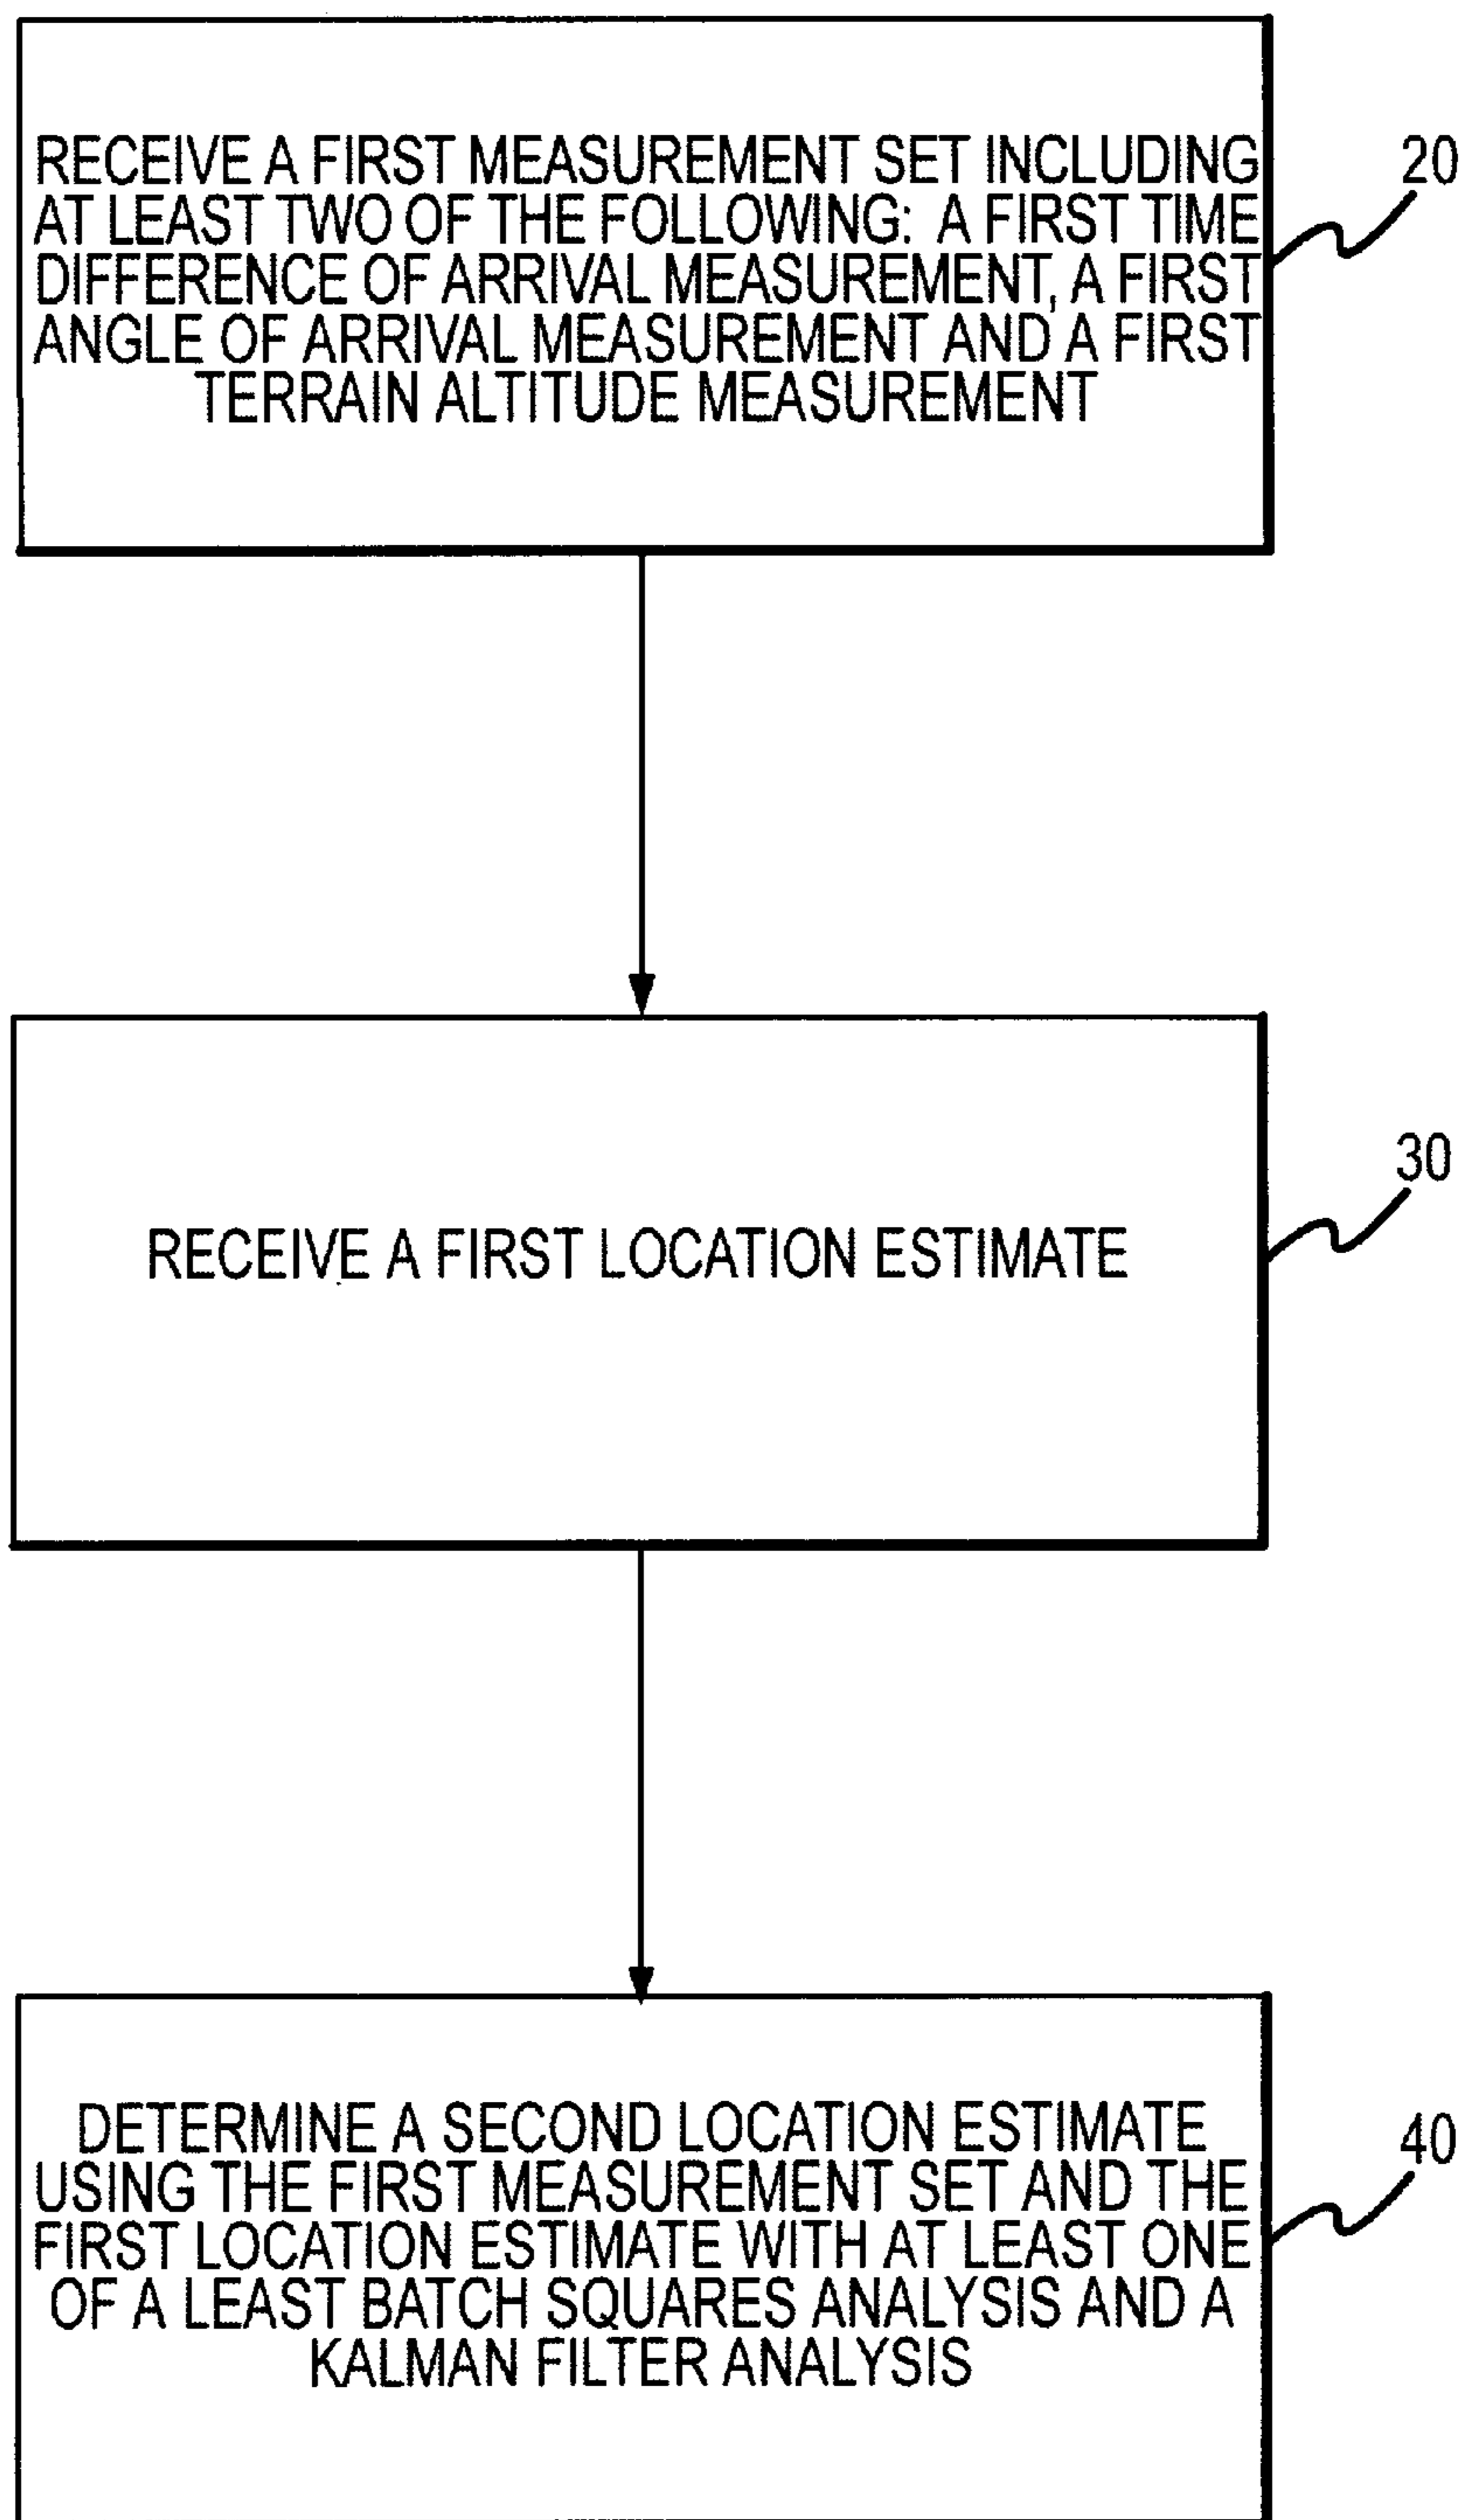 RECEIVE A FIRST MEASUREMENT SET INCLUDING
AT LEAST TWO OF THE FOLLOWING: A FIRST TIME
DIFFERENCE OF ARRIVAL MEASUREMENT, A FIRST
ANGLE OF ARRIVAL MEASUREMENT AND A FIRST
TERRAIN ALTITUDE MEASUREMENT
20
RECEIVE A FIRST LOCATION ESTIMATE
30
DETERMINE A SECOND LOCATION ESTIMATE
USING THE FIRST MEASUREMENT SET AND THE
FIRST LOCATION ESTIMATE WITH AT LEAST ONE
OF A LEAST BATCH SQUARES ANALYSIS AND A
KALMAN FILTER ANALYSIS
40